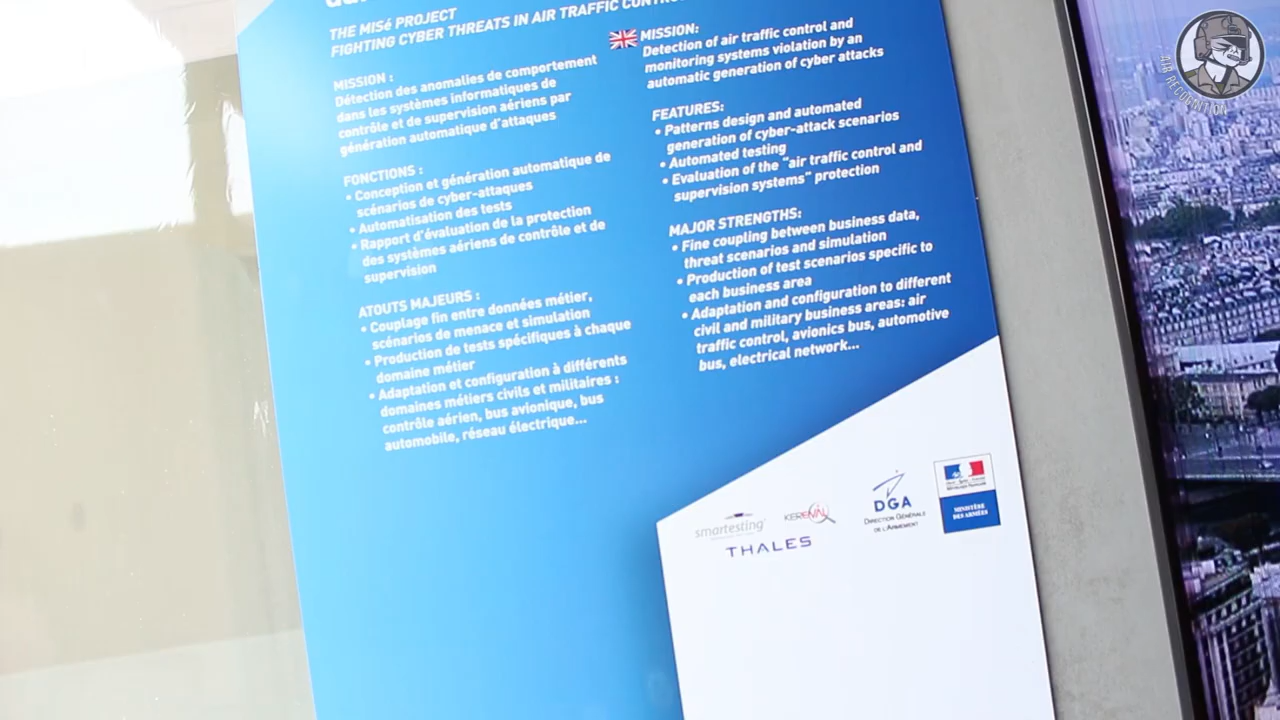 THE MISé PROJECT
FIGHTING CYBER THREATS IN AIR TRAFFIC
MISSION :
Détection des anomalies de comportement
dans les systèmes informatiques de
contrôle et de supervision aériens par
génération automatique d'attaques
FONCTIONS :
• Conception et génération automatique de
scénarios de cyber-attaques
• Automatisation des tests
• Rapport d'évaluation de la protection
des systèmes aériens de contrôle et de
supervision
ATOUTS MAJEURS :
• Couplage fin entre données métier,
scénarios de menace et simulation
• Production de tests spécifiques à chaque
domaine métier
• Adaptation et configuration à différents
domaines métiers civils et militaires :
contrôle aérien, bus avionique, bus
automobile, réseau électrique...
MISSION:
Detection of air traffic control and
monitoring systems violation by an
automatic generation of cyber attacks
FEATURES:
• Patterns design and automated
generation of cyber-attack scenarios
• Automated testing
• Evaluation of the "air traffic control and
supervision systems" protection
MAJOR STRENGTHS:
• Fine coupling between business data,
threat scenarios and simulation
• Production of test scenarios specific to
each business area
• Adaptation and configuration to different
civil and military business areas: air
traffic control, avionics bus, automotive
bus, electrical network...
smartesting
KEREVAL
THALES
DGA
DIRECTION GÉNÉRALE
DE L'ARMEMENT
MINISTÈRE
DES ARMÉES
AIR RECOGNITION